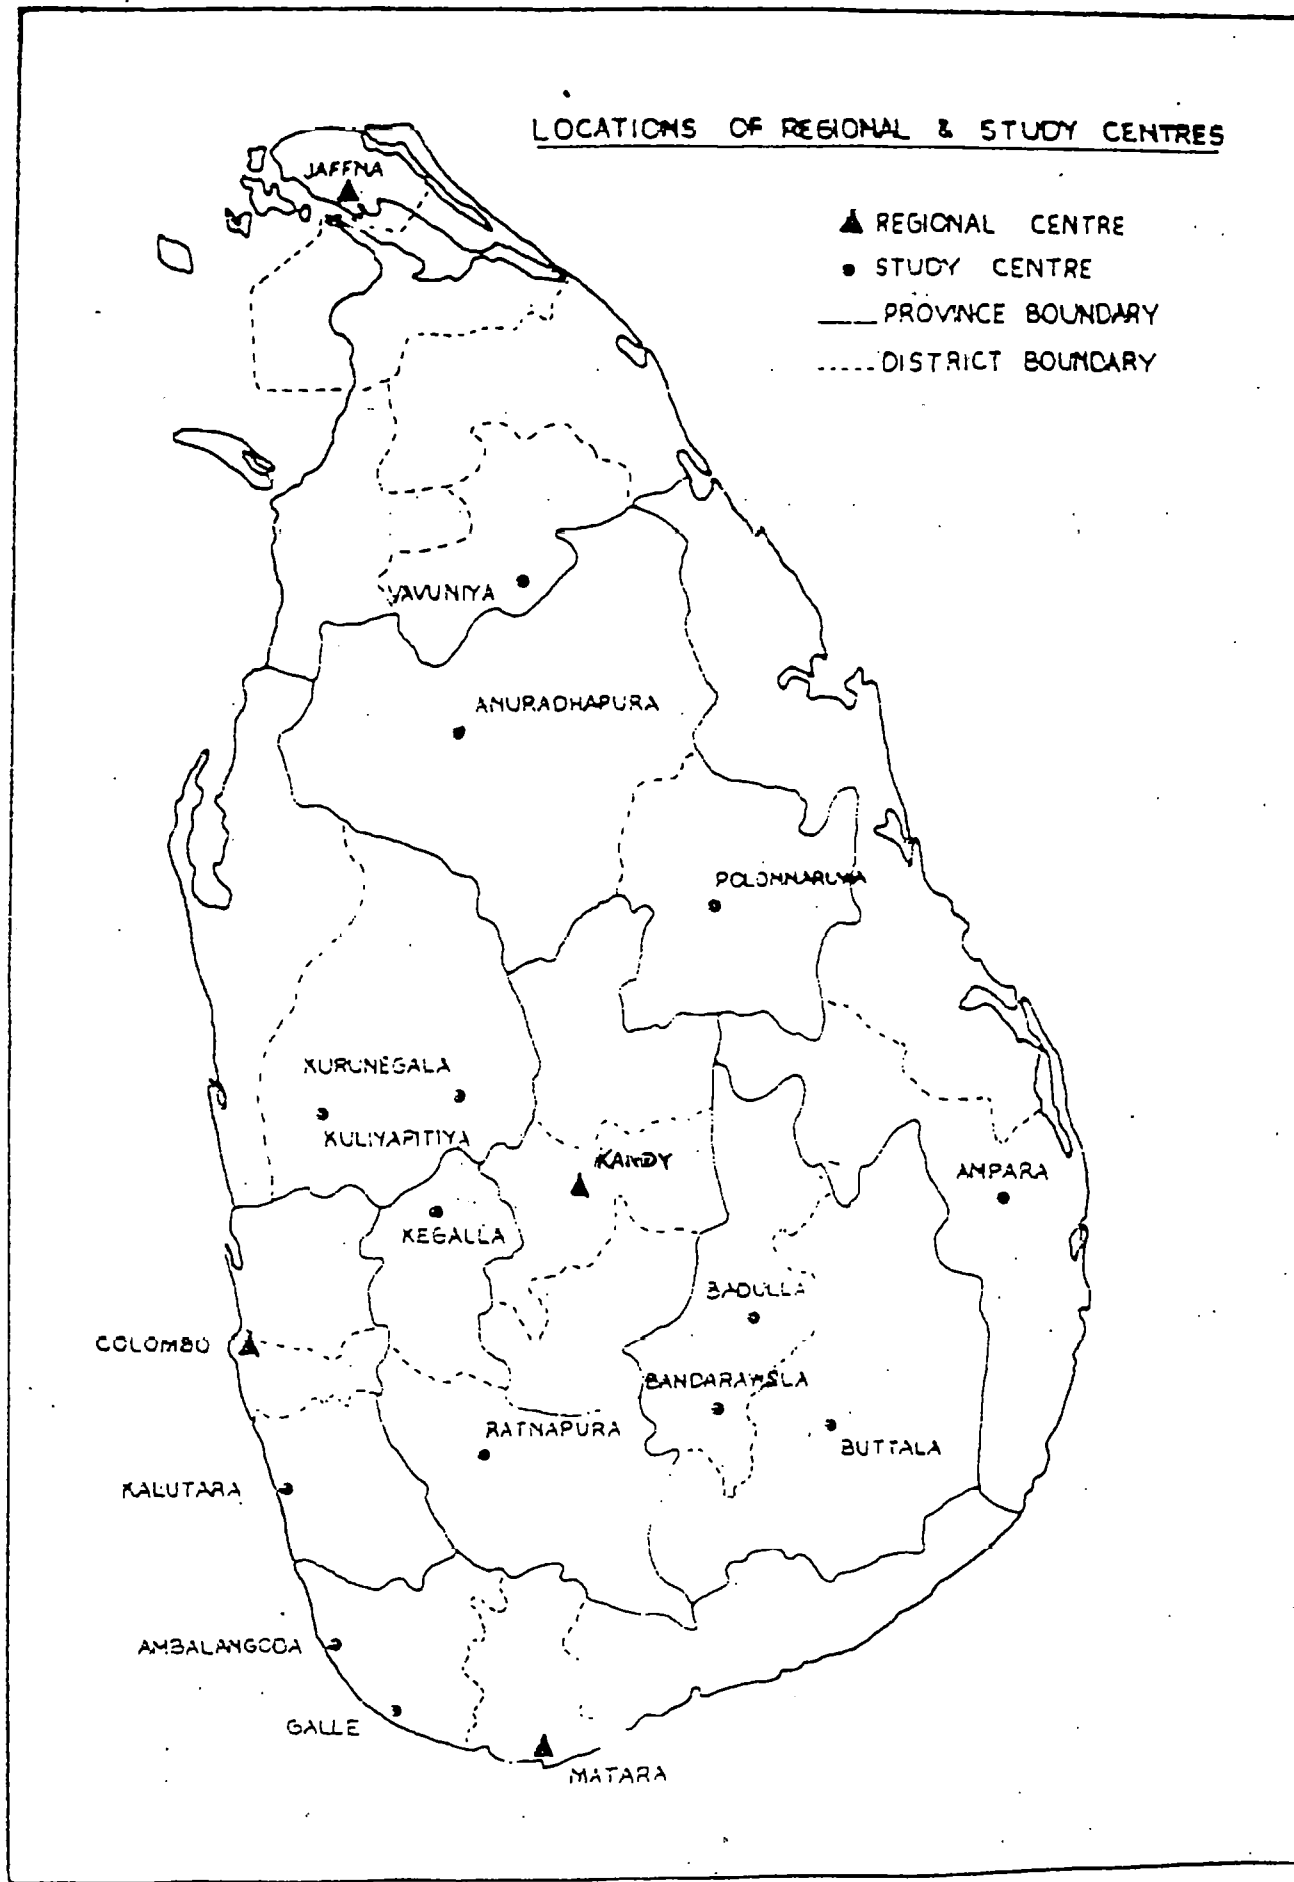 LOCATIONS OF REGIONAL & STUDY CENTRES
JAFFNA
REGIONAL CENTRE
STUDY CENTRE
PROVINCE BOUNDARY
DISTRICT BOUNDARY
VAVUNIYA
ANURADHAPURA
POLONNARUWA
KURUNEGALA
KULIYAPITIYA
KANDY
AMPARA
KEGALLA
BADULLA
COLOMBO
BANDARAWELA
RATNAPURA
BUTTALA
KALUTARA
AMBALANGODA
GALLE
MATARA